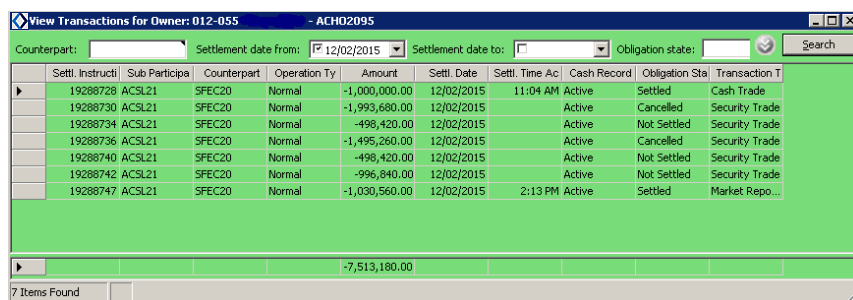 View Transactions for Owner: 012-055 - ACHO2095
Counterpart: Settlement date from: 12/02/2015 Settlement date to: Obligation state: Search
Settl. Instructi Sub Participa Counterpart Operation Ty Amount Settl. Date Settl. Time Ac Cash Record Obligation Sta Transaction T
19288728 ACSL21 SFEC20 Normal -1,000,000.00 12/02/2015 11:04 AM Active Settled Cash Trade
19288730 ACSL21 SFEC20 Normal -1,993,680.00 12/02/2015 Active Cancelled Security Trade
19288734 ACSL21 SFEC20 Normal -498,420.00 12/02/2015 Active Not Settled Security Trade
19288736 ACSL21 SFEC20 Normal -1,495,260.00 12/02/2015 Active Cancelled Security Trade
19288740 ACSL21 SFEC20 Normal -498,420.00 12/02/2015 Active Not Settled Security Trade
19288742 ACSL21 SFEC20 Normal -996,840.00 12/02/2015 Active Not Settled Security Trade
19288747 ACSL21 SFEC20 Normal -1,030,560.00 12/02/2015 2:13 PM Active Settled Market Repo...
-7,513,180.00
7 Items Found